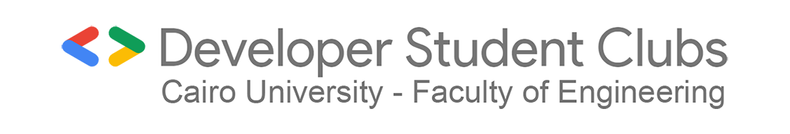 Developer Student Clubs
Cairo University - Faculty of Engineering